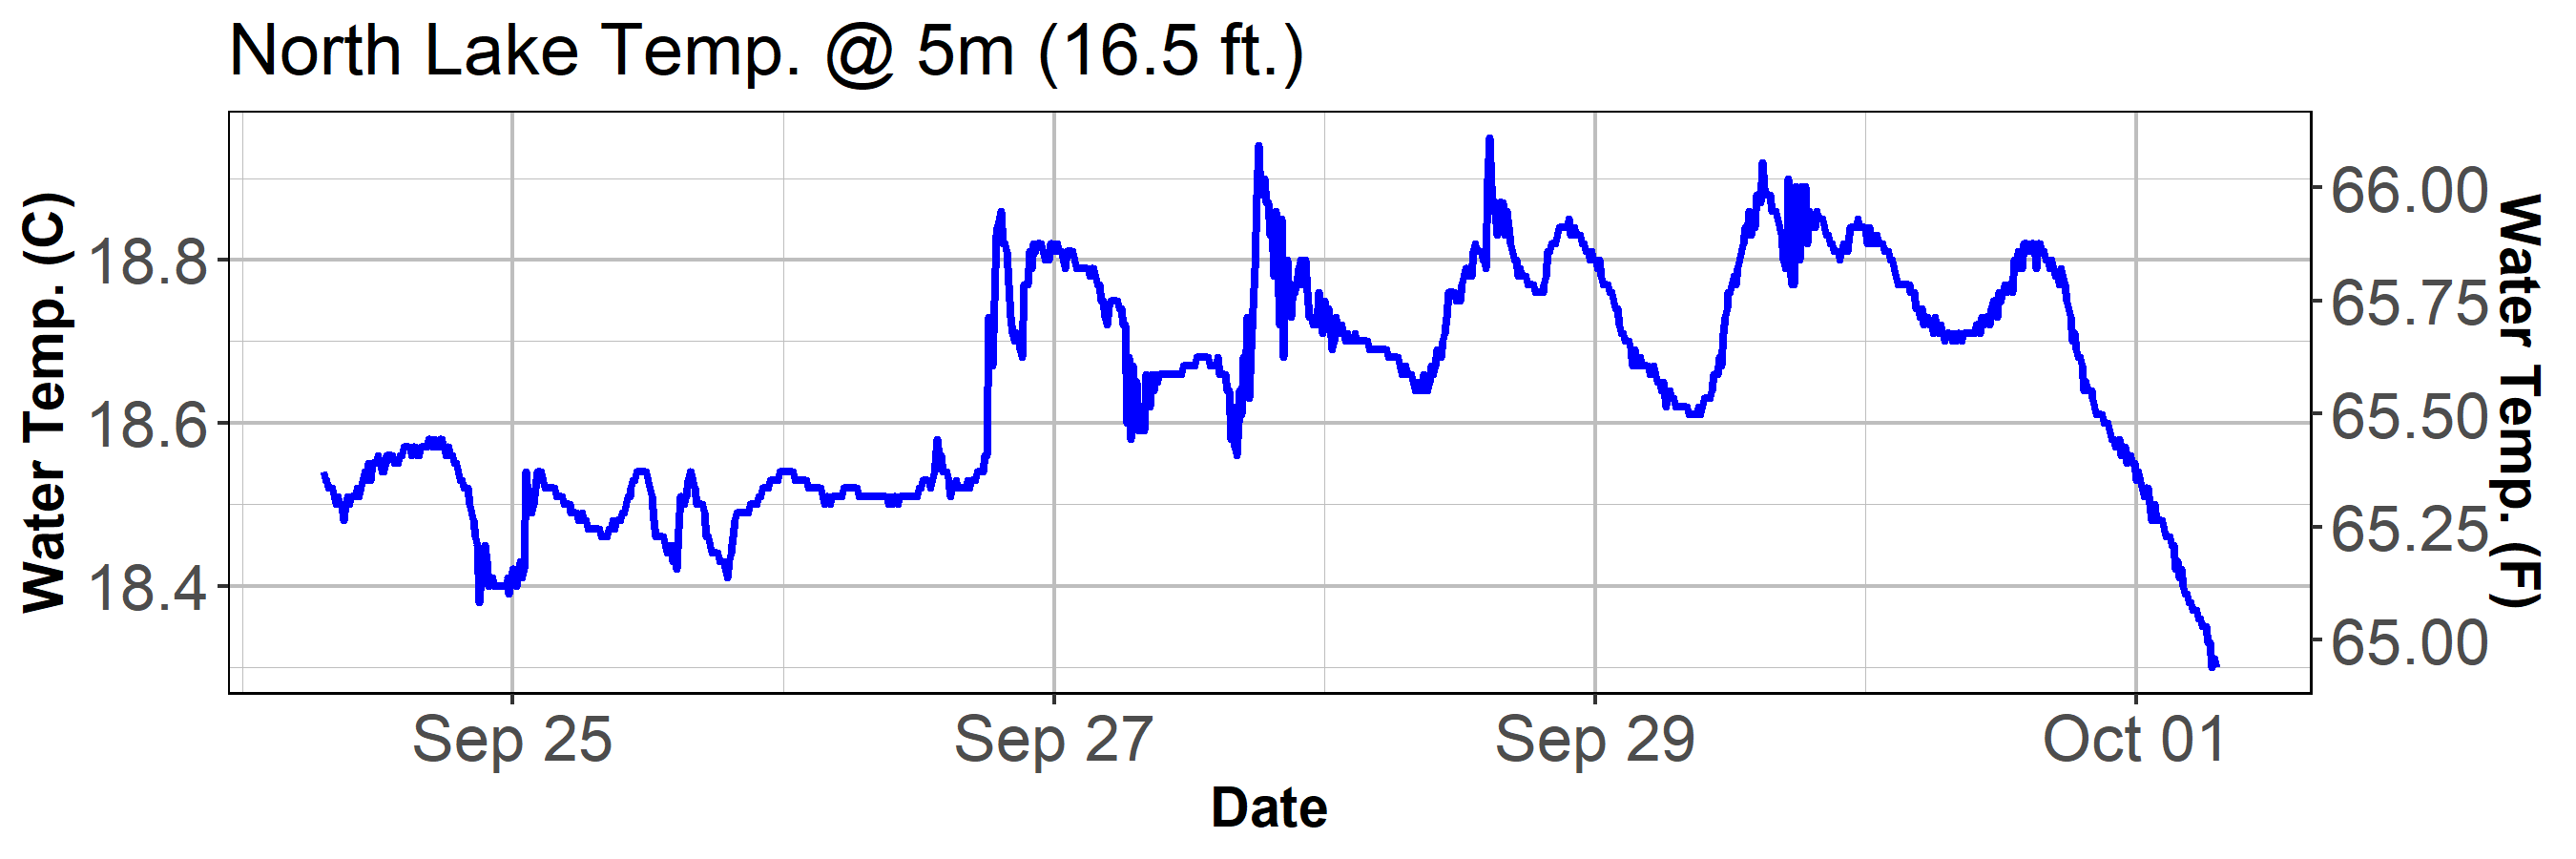 North Lake Temp. @ 5m (16.5 ft.)
Water Temp. (C)
18.8
18.6
18.4
66.00
65.75
65.50
65.25
65.00
Water Temp. (F)
Sep 25
Sep 27
Sep 29
Oct 01
Date